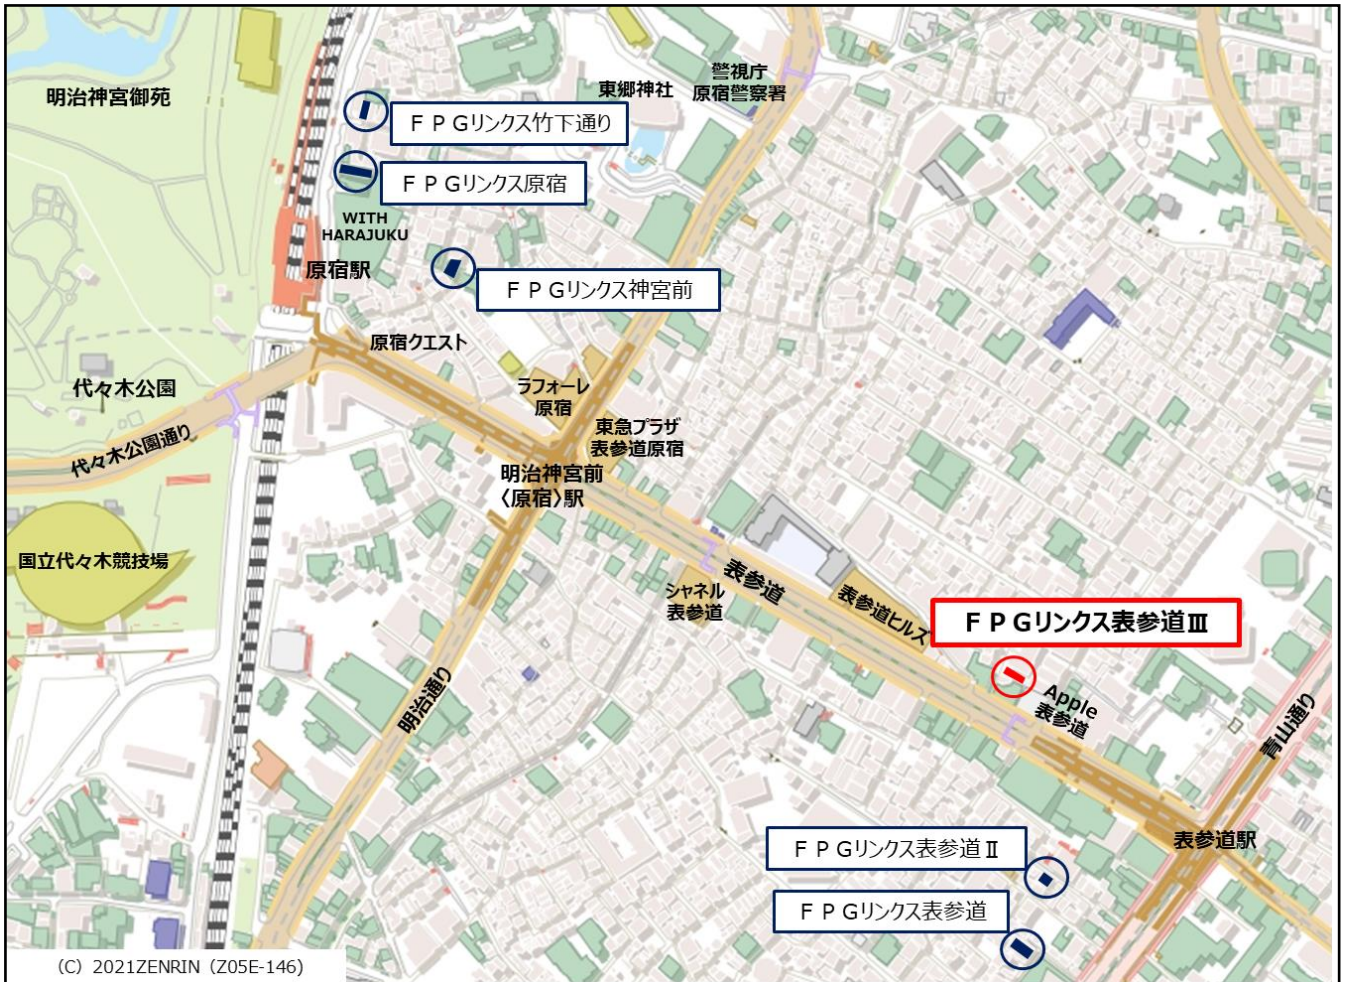 明治神宮御苑
東郷神社
警視庁
原宿警察署
ＦＰＧリンクス竹下通り
ＦＰＧリンクス原宿
WITH
HARAJUKU
原宿駅
ＦＰＧリンクス神宮前
原宿クエスト
代々木公園
ラフォーレ
原宿
東急プラザ
表参道原宿
代々木公園通り
明治神宮前
〈原宿〉駅
国立代々木競技場
表参道
シャネル
表参道
表参道ヒルズ
ＦＰＧリンクス表参道Ⅲ
Apple
表参道
明治通り
青山通り
表参道駅
ＦＰＧリンクス表参道Ⅱ
ＦＰＧリンクス表参道
(C) 2021ZENRIN (Z05E-146)